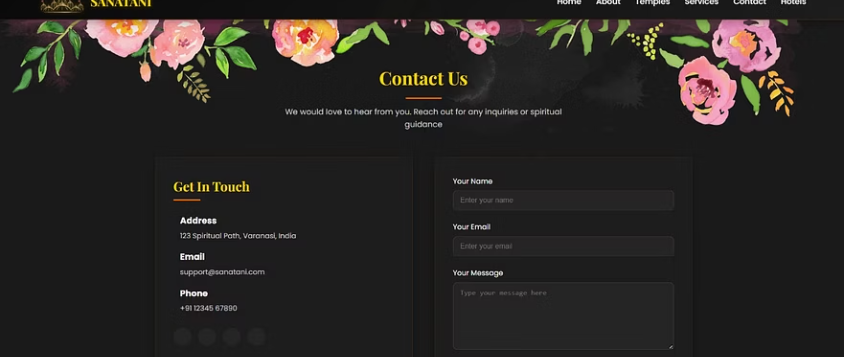 SANATANI
Home About Temples Services Contact Hotels
Contact Us
We would love to hear from you. Reach out for any inquiries or spiritual
guidance
Get In Touch
Address
123 Spiritual Path, Varanasi, India
Email
support@sanatani.com
Phone
+91 12345 67890
Your Name
Enter your name
Your Email
Enter your email
Your Message
Type your message here